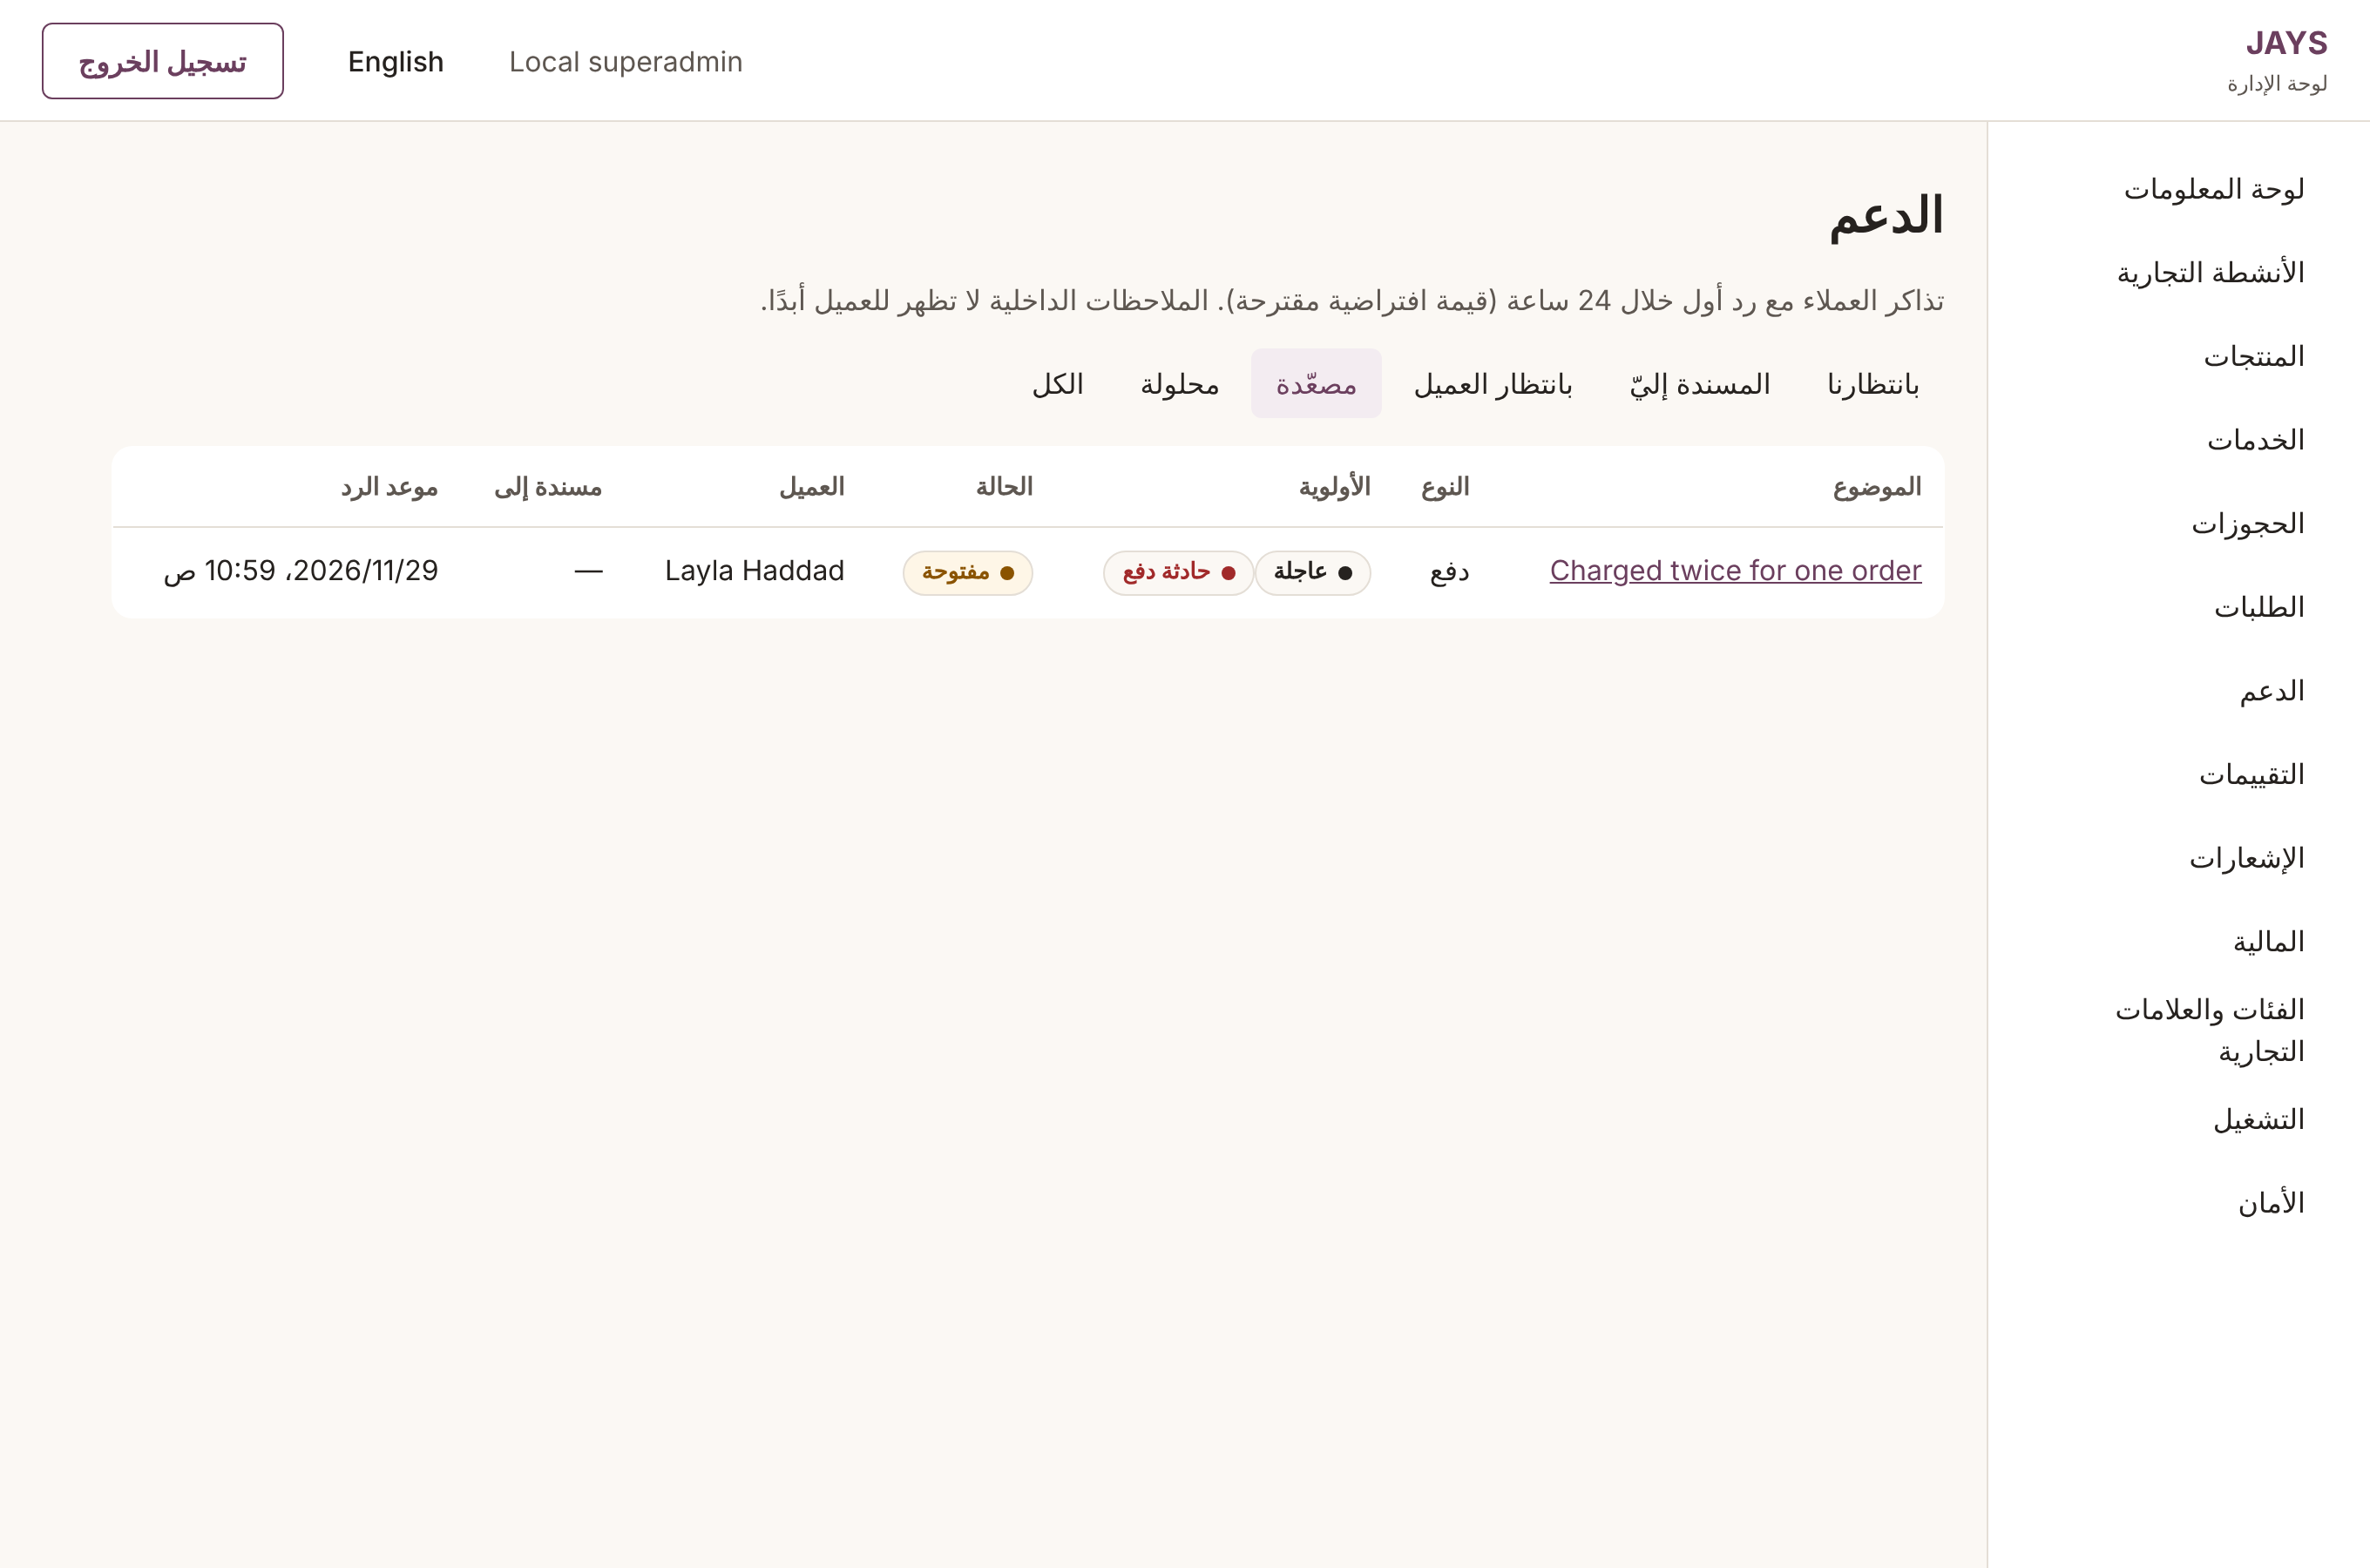 JAYS
لوحة الإدارة
Local superadmin
English
تسجيل الخروج
لوحة المعلومات
الأنشطة التجارية
المنتجات
الخدمات
الحجوزات
الطلبات
الدعم
التقييمات
الإشعارات
المالية
الفئات والعلامات
التجارية
التشغيل
الأمان
الدعم
تذاكر العملاء مع رد أول خلال 24 ساعة (قيمة افتراضية مقترحة). الملاحظات الداخلية لا تظهر للعميل أبدًا.
بانتظارنا المسندة إليّ بانتظار العميل مصعّدة محلولة الكل
الموضوع النوع الأولوية الحالة العميل مسندة إلى موعد الرد
Charged twice for one order دفع عاجلة حادثة دفع مفتوحة Layla Haddad — 2026/11/29، 10:59 ص